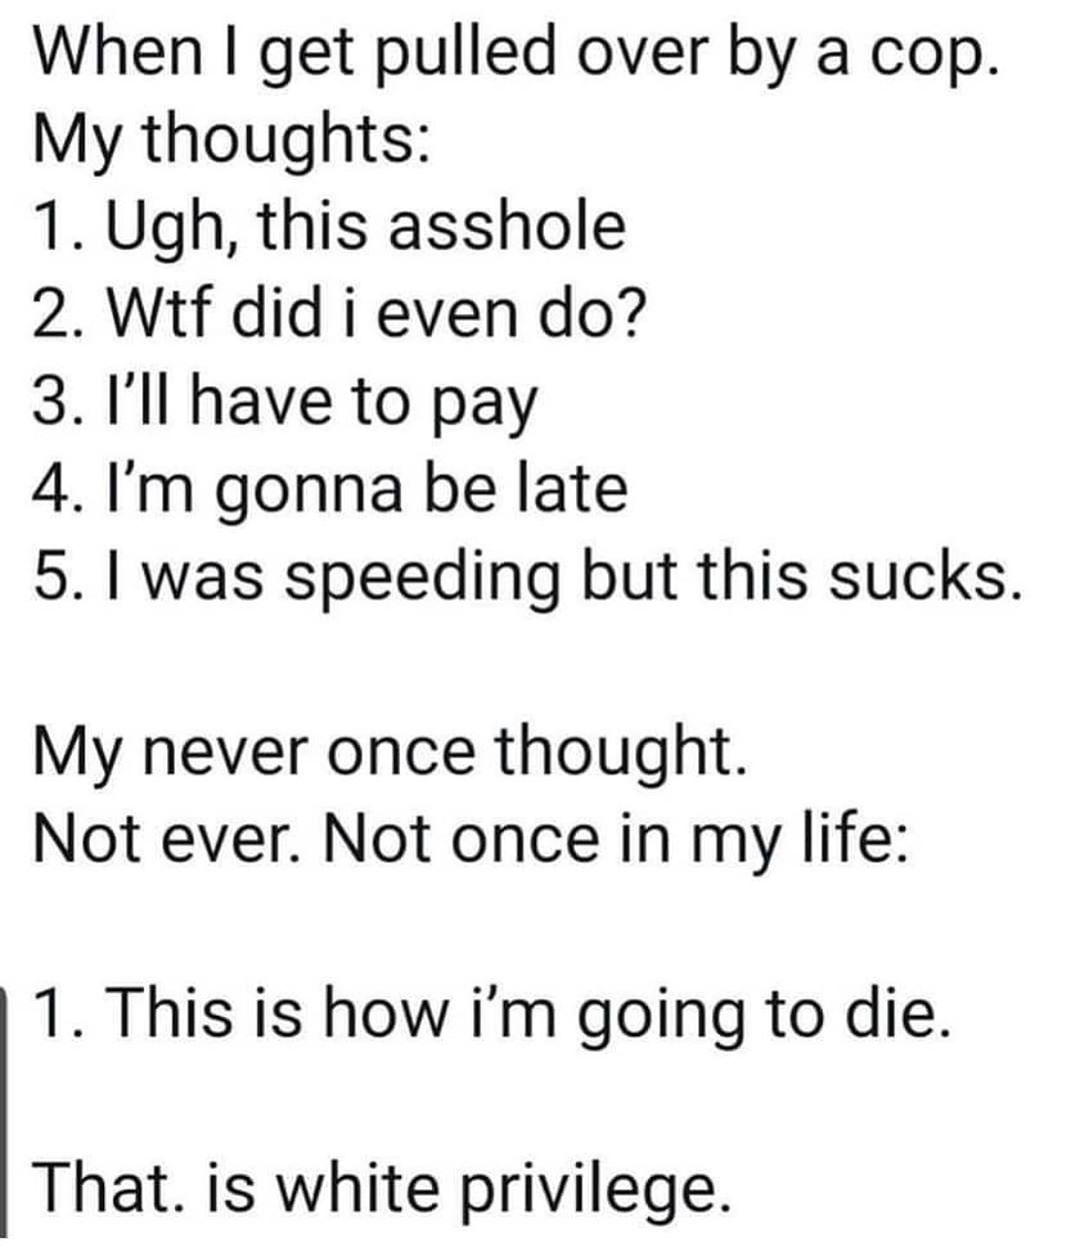 When I get pulled over by a cop.
My thoughts:
1. Ugh, this asshole
2. Wtf did i even do?
3. I'll have to pay
4. I'm gonna be late
5. I was speeding but this sucks.
My never once thought.
Not ever. Not once in my life:
1. This is how i'm going to die.
That. is white privilege.